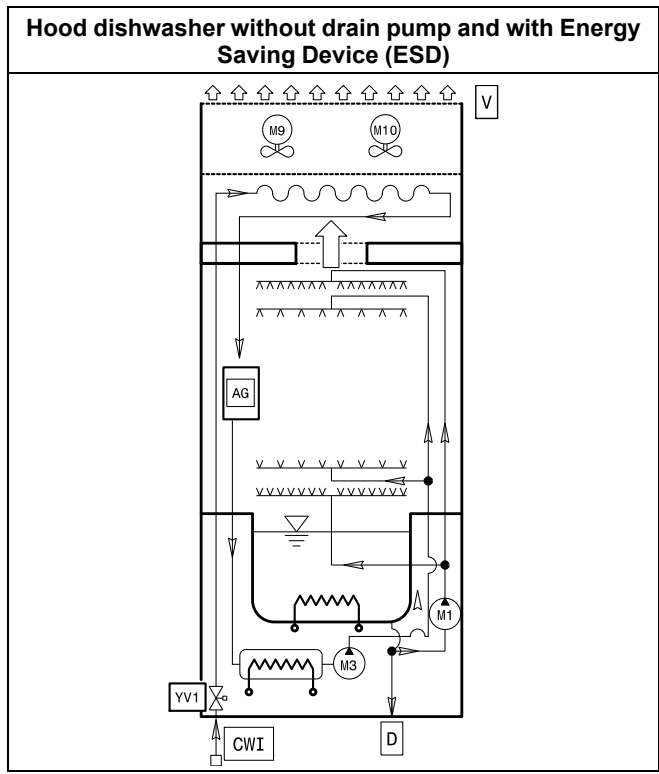 Hood dishwasher without drain pump and with Energy
Saving Device (ESD)
V
M9
M10
AG
M1
M3
YV1
CWI
D